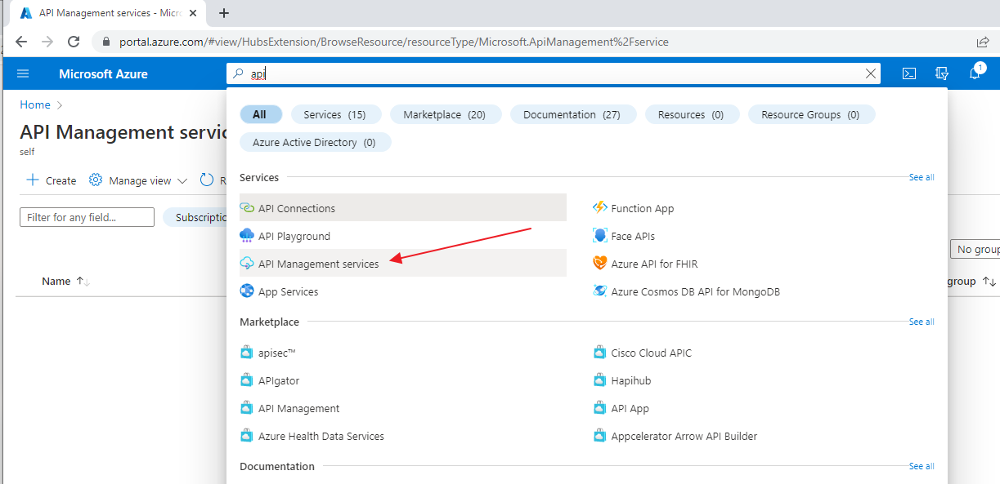 API Management services - Micr
portal.azure.com/#view/HubsExtension/BrowseResource/resourceType/Microsoft.ApiManagement%2Fservice
Microsoft Azure
api
1
Home
API Management servic
self
Create
Manage view
R
Filter for any field...
Subscriptio
Name
All
Services (15)
Marketplace (20)
Documentation (27)
Resources (0)
Resource Groups (0)
Azure Active Directory (0)
Services
See all
API Connections
Function App
API Playground
Face APIs
API Management services
Azure API for FHIR
App Services
Azure Cosmos DB API for MongoDB
Marketplace
See all
apisec™
Cisco Cloud APIC
APIgator
Hapihub
API Management
API App
Azure Health Data Services
Appcelerator Arrow API Builder
Documentation
See all
No group
group